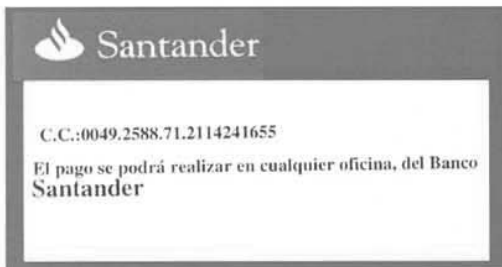 Santander
C.C.:0049.2588.71.2114241655
El pago se podrá realizar en cualquier oficina, del Banco
Santander